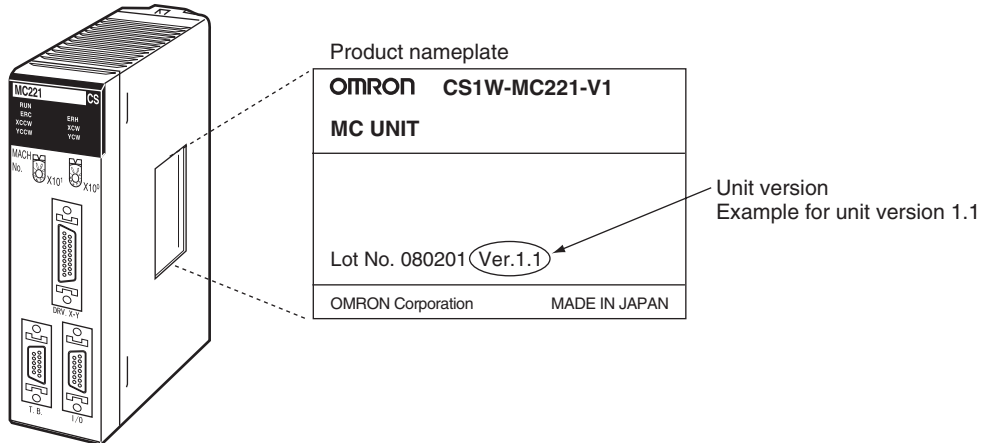 Product nameplate
OMRON CS1W-MC221-V1
MC UNIT
Lot No. 080201 Ver.1.1
OMRON Corporation MADE IN JAPAN
Unit version
Example for unit version 1.1
MC221 CS
RUN
ERC ERH
XCCW XCW
YCCW YCW
MACH
No. X10¹ X10⁰
DRV. X-Y
T. B. I/O